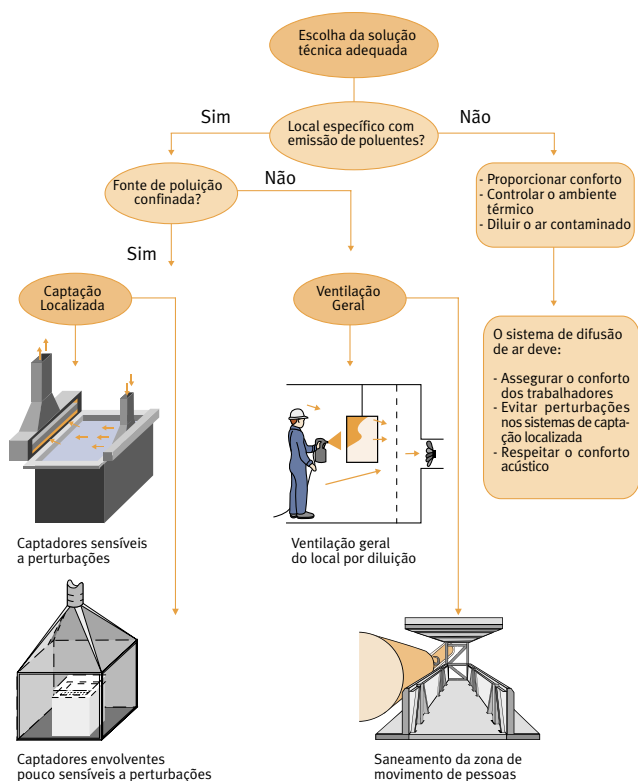 Escolha da solução
técnica adequada
Sim
Local específico com
emissão de poluentes?
Não
Fonte de poluição
confinada?
Não
- Proporcionar conforto
- Controlar o ambiente
térmico
- Diluir o ar contaminado
Sim
Captação
Localizada
Ventilação
Geral
O sistema de difusão
de ar deve:
- Assegurar o conforto
dos trabalhadores
- Evitar perturbações
nos sistemas de capta-
ção localizada
- Respeitar o conforto
acústico
Captadores sensíveis
a perturbações
Ventilação geral
do local por diluição
Captadores envolventes
pouco sensíveis a perturbações
Saneamento da zona de
movimento de pessoas